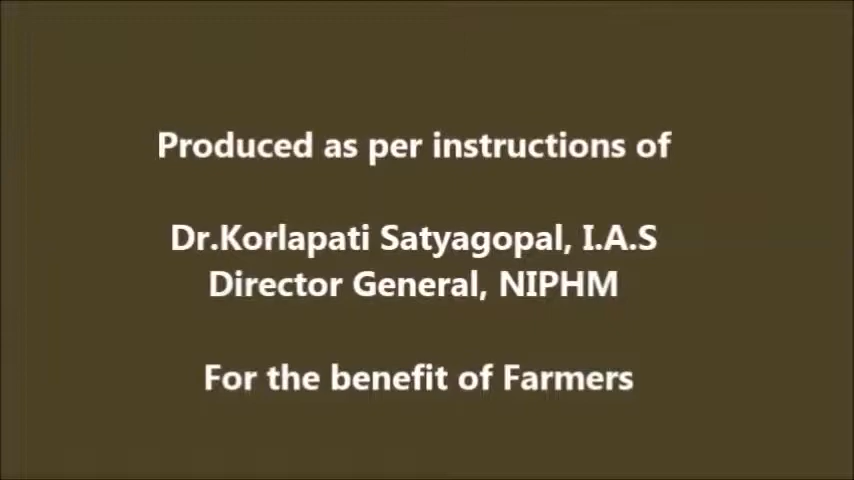 Produced as per instructions of
Dr.Korlapati Satyagopal, I.A.S
Director General, NIPHM
For the benefit of Farmers